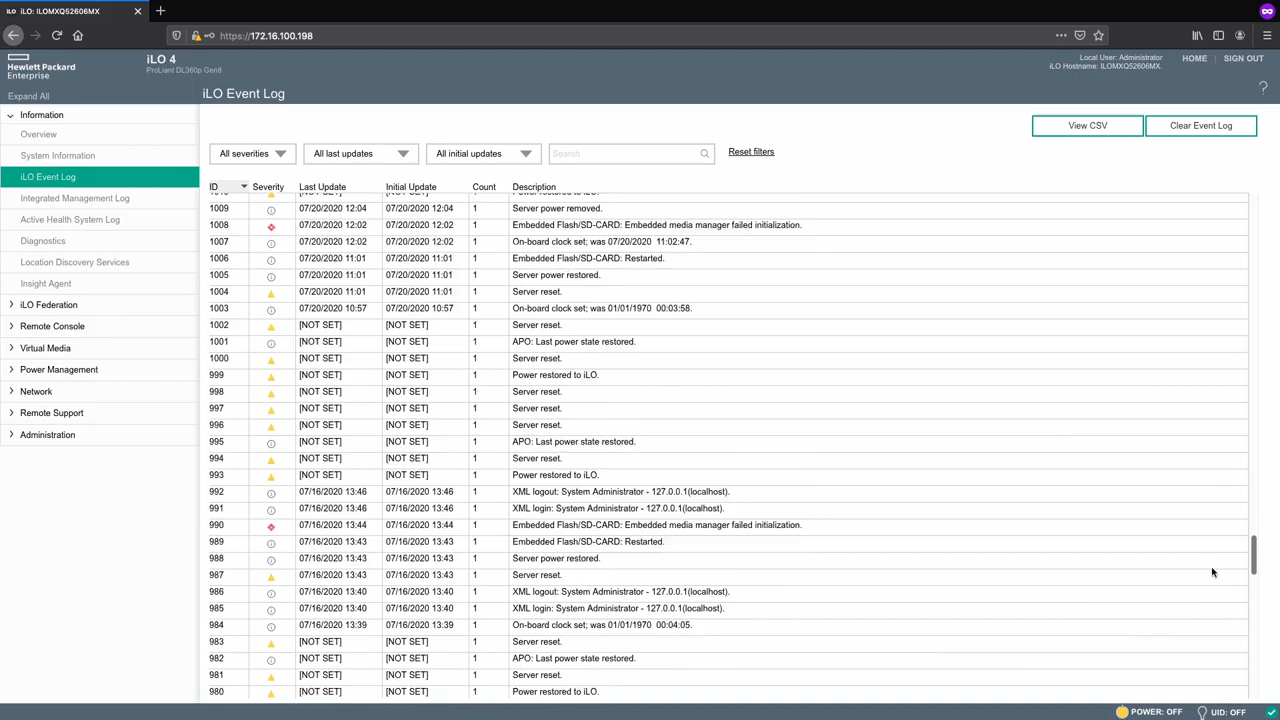 iLO iLO: ILOMXQ52606MX
https://172.16.100.198
Hewlett Packard
Enterprise
iLO 4
ProLiant DL360p Gen8
Local User: Administrator
iLO Hostname: ILOMXQ52606MX.
HOME
SIGN OUT
Expand All
iLO Event Log
?
Information
Overview
System Information
iLO Event Log
Integrated Management Log
Active Health System Log
Diagnostics
Location Discovery Services
Insight Agent
iLO Federation
Remote Console
Virtual Media
Power Management
Network
Remote Support
Administration
View CSV
Clear Event Log
All severities
All last updates
All initial updates
Search
Reset filters
ID Severity Last Update Initial Update Count Description
1010 [NOT SET] [NOT SET] 1 Power restored to iLO.
1009 07/20/2020 12:04 07/20/2020 12:04 1 Server power removed.
1008 07/20/2020 12:02 07/20/2020 12:02 1 Embedded Flash/SD-CARD: Embedded media manager failed initialization.
1007 07/20/2020 12:02 07/20/2020 12:02 1 On-board clock set; was 07/20/2020 11:02:47.
1006 07/20/2020 11:01 07/20/2020 11:01 1 Embedded Flash/SD-CARD: Restarted.
1005 07/20/2020 11:01 07/20/2020 11:01 1 Server power restored.
1004 07/20/2020 11:01 07/20/2020 11:01 1 Server reset.
1003 07/20/2020 10:57 07/20/2020 10:57 1 On-board clock set; was 01/01/1970 00:03:58.
1002 [NOT SET] [NOT SET] 1 Server reset.
1001 [NOT SET] [NOT SET] 1 APO: Last power state restored.
1000 [NOT SET] [NOT SET] 1 Server reset.
999 [NOT SET] [NOT SET] 1 Power restored to iLO.
998 [NOT SET] [NOT SET] 1 Server reset.
997 [NOT SET] [NOT SET] 1 Server reset.
996 [NOT SET] [NOT SET] 1 Server reset.
995 [NOT SET] [NOT SET] 1 APO: Last power state restored.
994 [NOT SET] [NOT SET] 1 Server reset.
993 [NOT SET] [NOT SET] 1 Power restored to iLO.
992 07/16/2020 13:46 07/16/2020 13:46 1 XML logout: System Administrator - 127.0.0.1(localhost).
991 07/16/2020 13:46 07/16/2020 13:46 1 XML login: System Administrator - 127.0.0.1(localhost).
990 07/16/2020 13:44 07/16/2020 13:44 1 Embedded Flash/SD-CARD: Embedded media manager failed initialization.
989 07/16/2020 13:43 07/16/2020 13:43 1 Embedded Flash/SD-CARD: Restarted.
988 07/16/2020 13:43 07/16/2020 13:43 1 Server power restored.
987 07/16/2020 13:43 07/16/2020 13:43 1 Server reset.
986 07/16/2020 13:40 07/16/2020 13:40 1 XML logout: System Administrator - 127.0.0.1(localhost).
985 07/16/2020 13:40 07/16/2020 13:40 1 XML login: System Administrator - 127.0.0.1(localhost).
984 07/16/2020 13:39 07/16/2020 13:39 1 On-board clock set; was 01/01/1970 00:04:05.
983 [NOT SET] [NOT SET] 1 Server reset.
982 [NOT SET] [NOT SET] 1 APO: Last power state restored.
981 [NOT SET] [NOT SET] 1 Server reset.
980 [NOT SET] [NOT SET] 1 Power restored to iLO.
POWER: OFF
UID: OFF